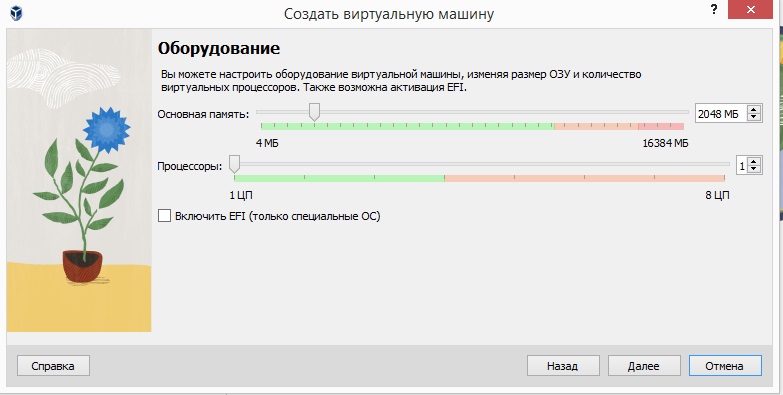 Создать виртуальную машину
?
Оборудование
Вы можете настроить оборудование виртуальной машины, изменяя размер ОЗУ и количество
виртуальных процессоров. Также возможна активация EFI.
Основная память: 2048 МБ
4 МБ 16384 МБ
Процессоры: 1
1 ЦП 8 ЦП
Включить EFI (только специальные ОС)
Справка Назад Далее Отмена